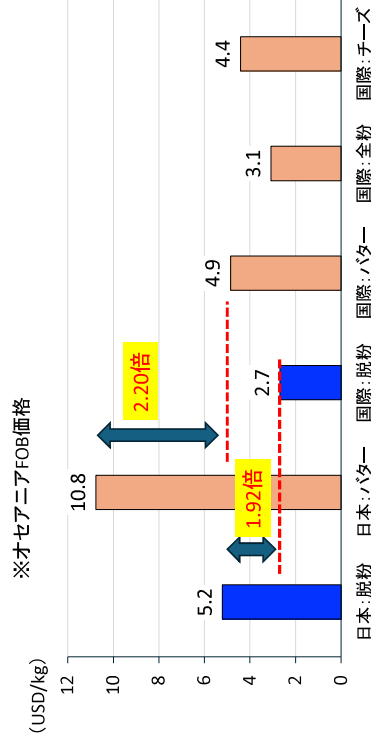 ※オセアニアFOB価格
(USD/kg)
12
10
8
6
4
2
0
5.2
10.8
2.7
4.9
3.1
4.4
1.92倍
2.20倍
日本:脱粉
日本:バター
国際:脱粉
国際:バター
国際:全粉
国際:チーズ